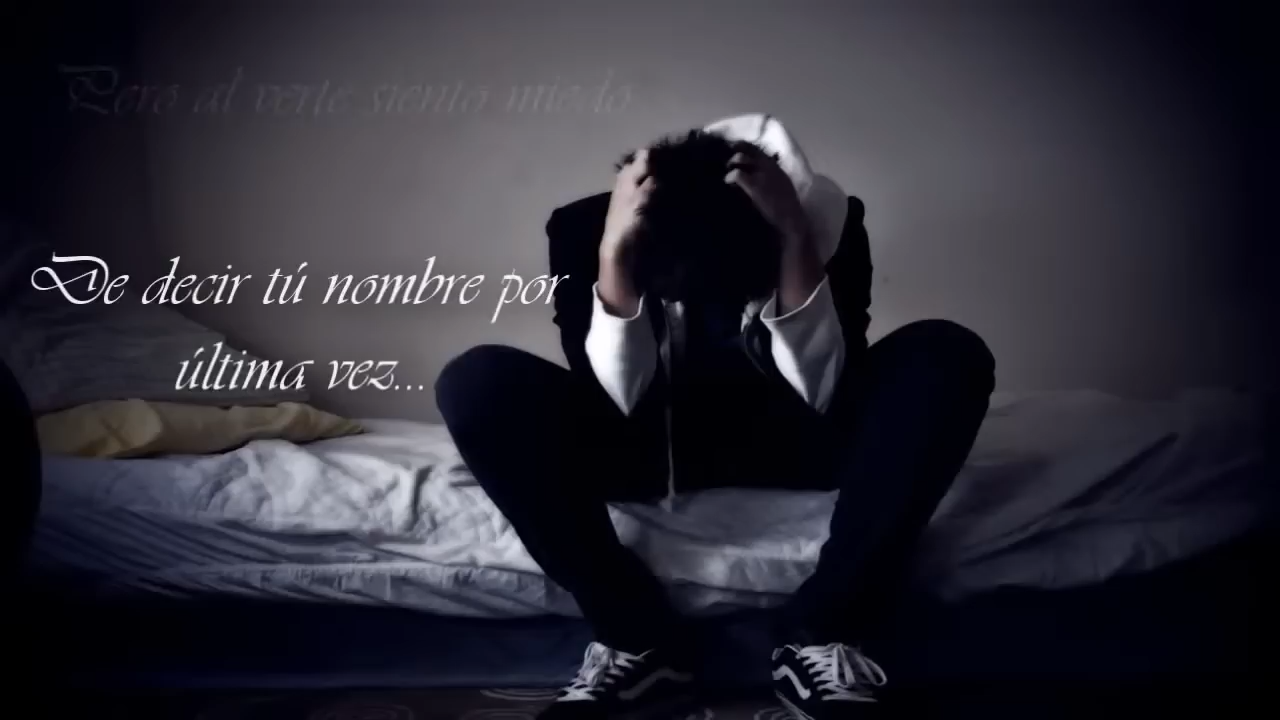 Pero al verte siento miedo
De decir tú nombre por
última vez...